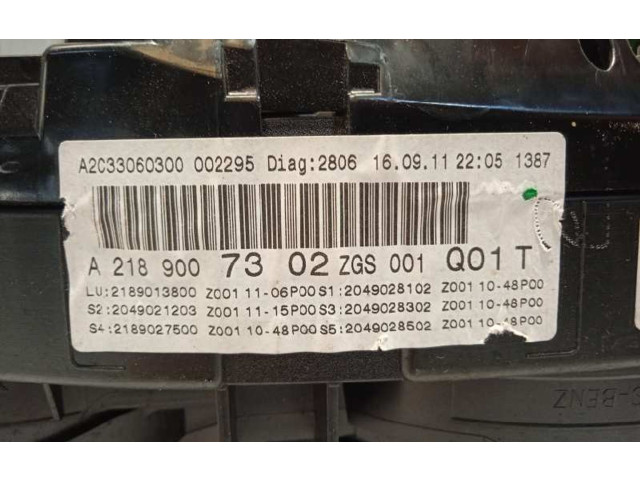 A2C33060300 002295 Diag:2806 16.09.11 22:05 1387
A 218 900 73 02 ZGS 001 Q01 T
LU:2189013800 Z001 11-06P00 S1:2049028102 Z001 10-48P00
S2:2049021203 Z001 11-15P00 S3:2049028302 Z001 10-48P00
S4:2189027500 Z001 10-48P00 S5:2049028502 Z001 10-48P00
-BENZ